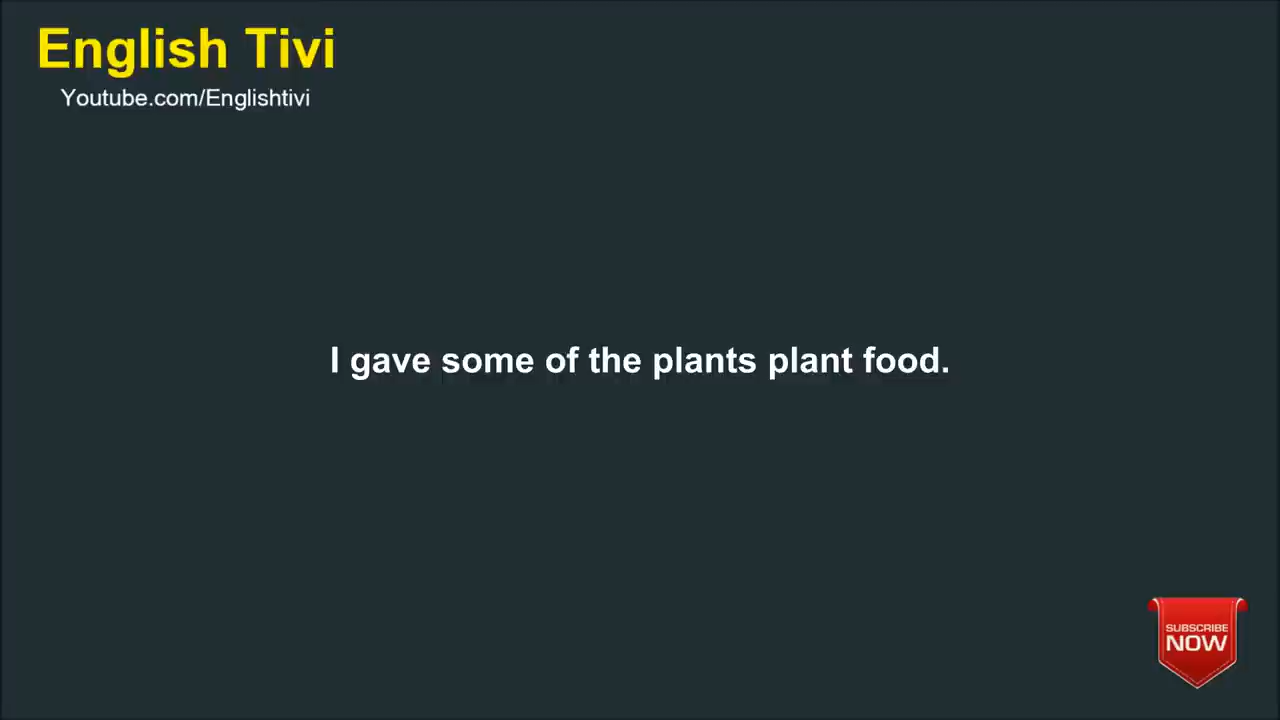 English Tivi
Youtube.com/Englishtivi
I gave some of the plants plant food.
SUBSCRIBE
NOW